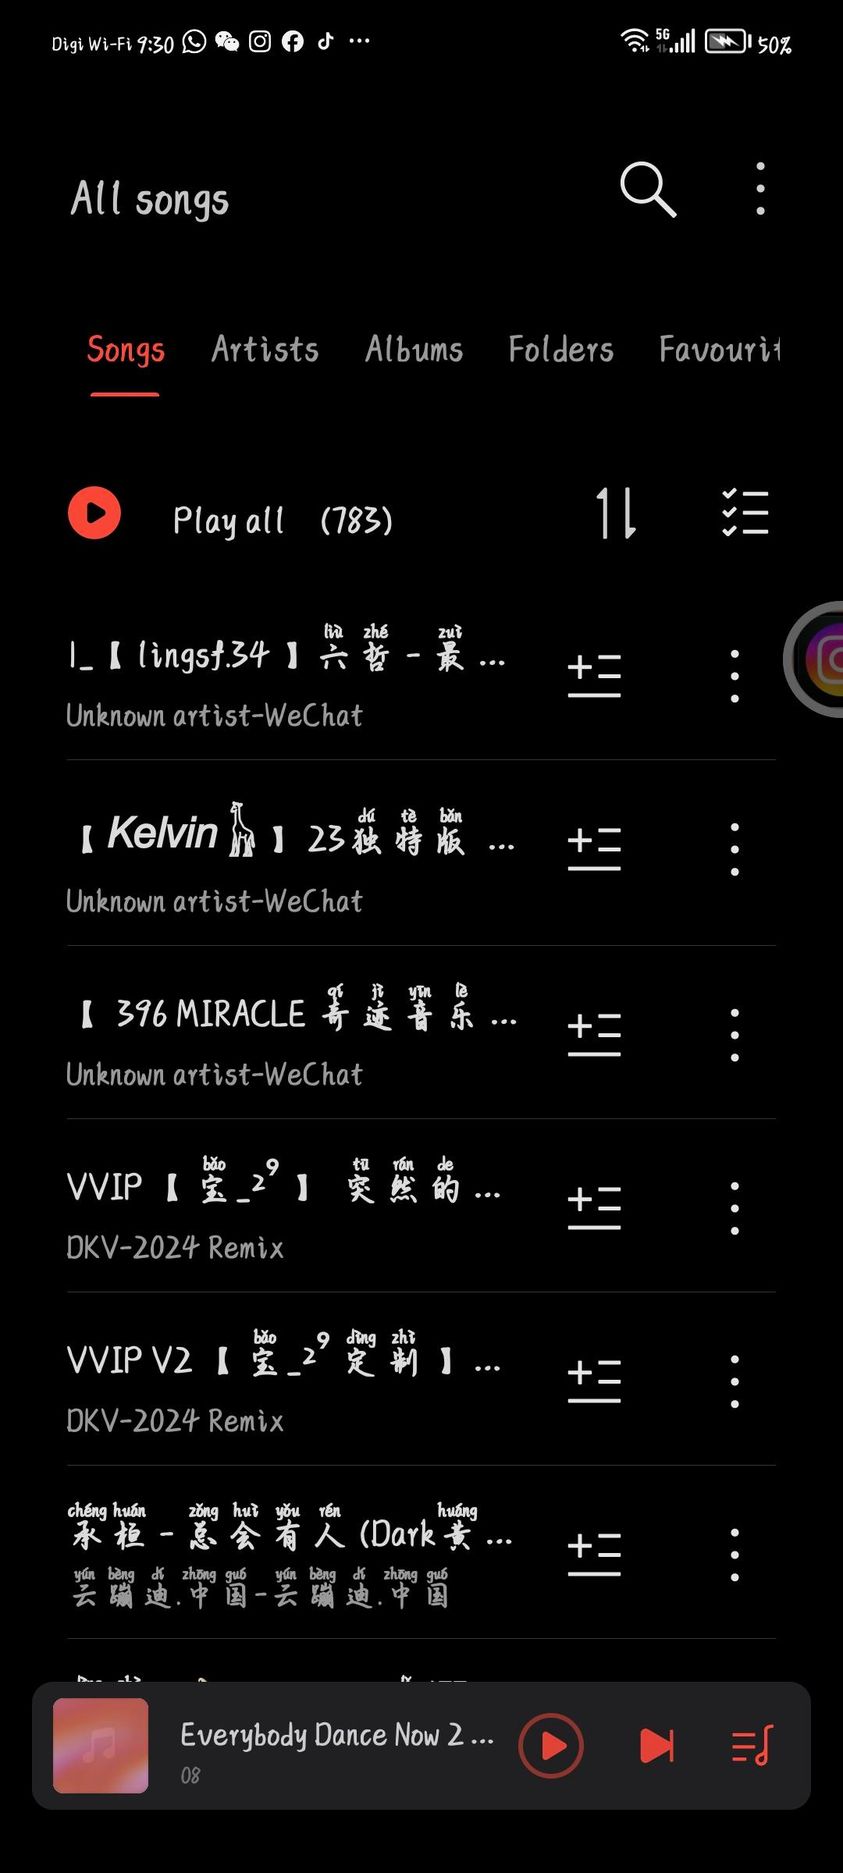 Digi Wi-Fi 9:30 5G 50%
All songs
Songs Artists Albums Folders Favourit
Play all (783)
liù zhé zuì
|_【 lingsf.34 】六哲 - 最 ...
Unknown artist-WeChat
dú tè bǎn
【 Kelvin🦒 】23独特版 ...
Unknown artist-WeChat
qí jì yīn lè
【 396 MIRACLE 奇迹音乐 ...
Unknown artist-WeChat
bǎo tū rán de
VVIP 【 宝_2⁹ 】 突然的 ...
DKV-2024 Remix
bǎo dìng zhì
VVIP V2 【 宝_2⁹定制 】 ...
DKV-2024 Remix
chéng huán zǒng huì yǒu rén huáng
承桓 - 总会有人 (Dark黄 ...
yún bèng dí zhōng guó yún bèng dí zhōng guó
云蹦迪.中国-云蹦迪.中国
Everybody Dance Now 2 ...
08